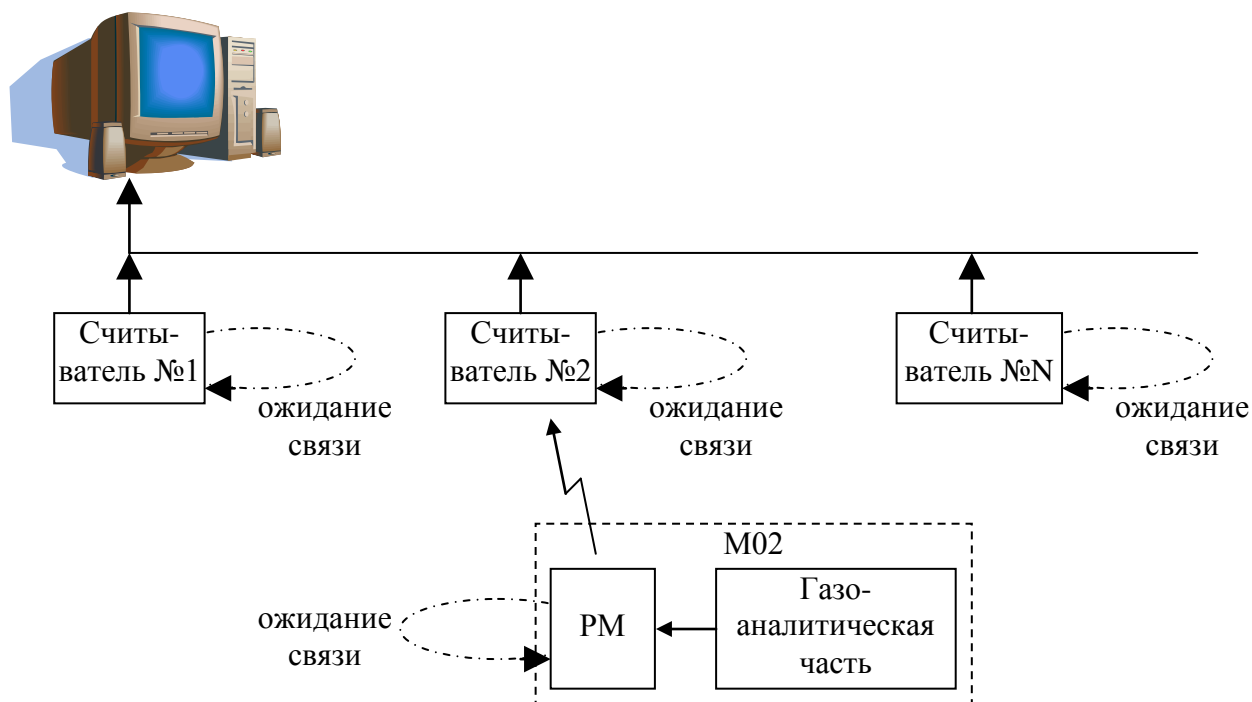 Считы-
ватель №1
Считы-
ватель №2
Считы-
ватель №N
ожидание
связи
ожидание
связи
ожидание
связи
М02
РМ
Газо-
аналитическая
часть
ожидание
связи